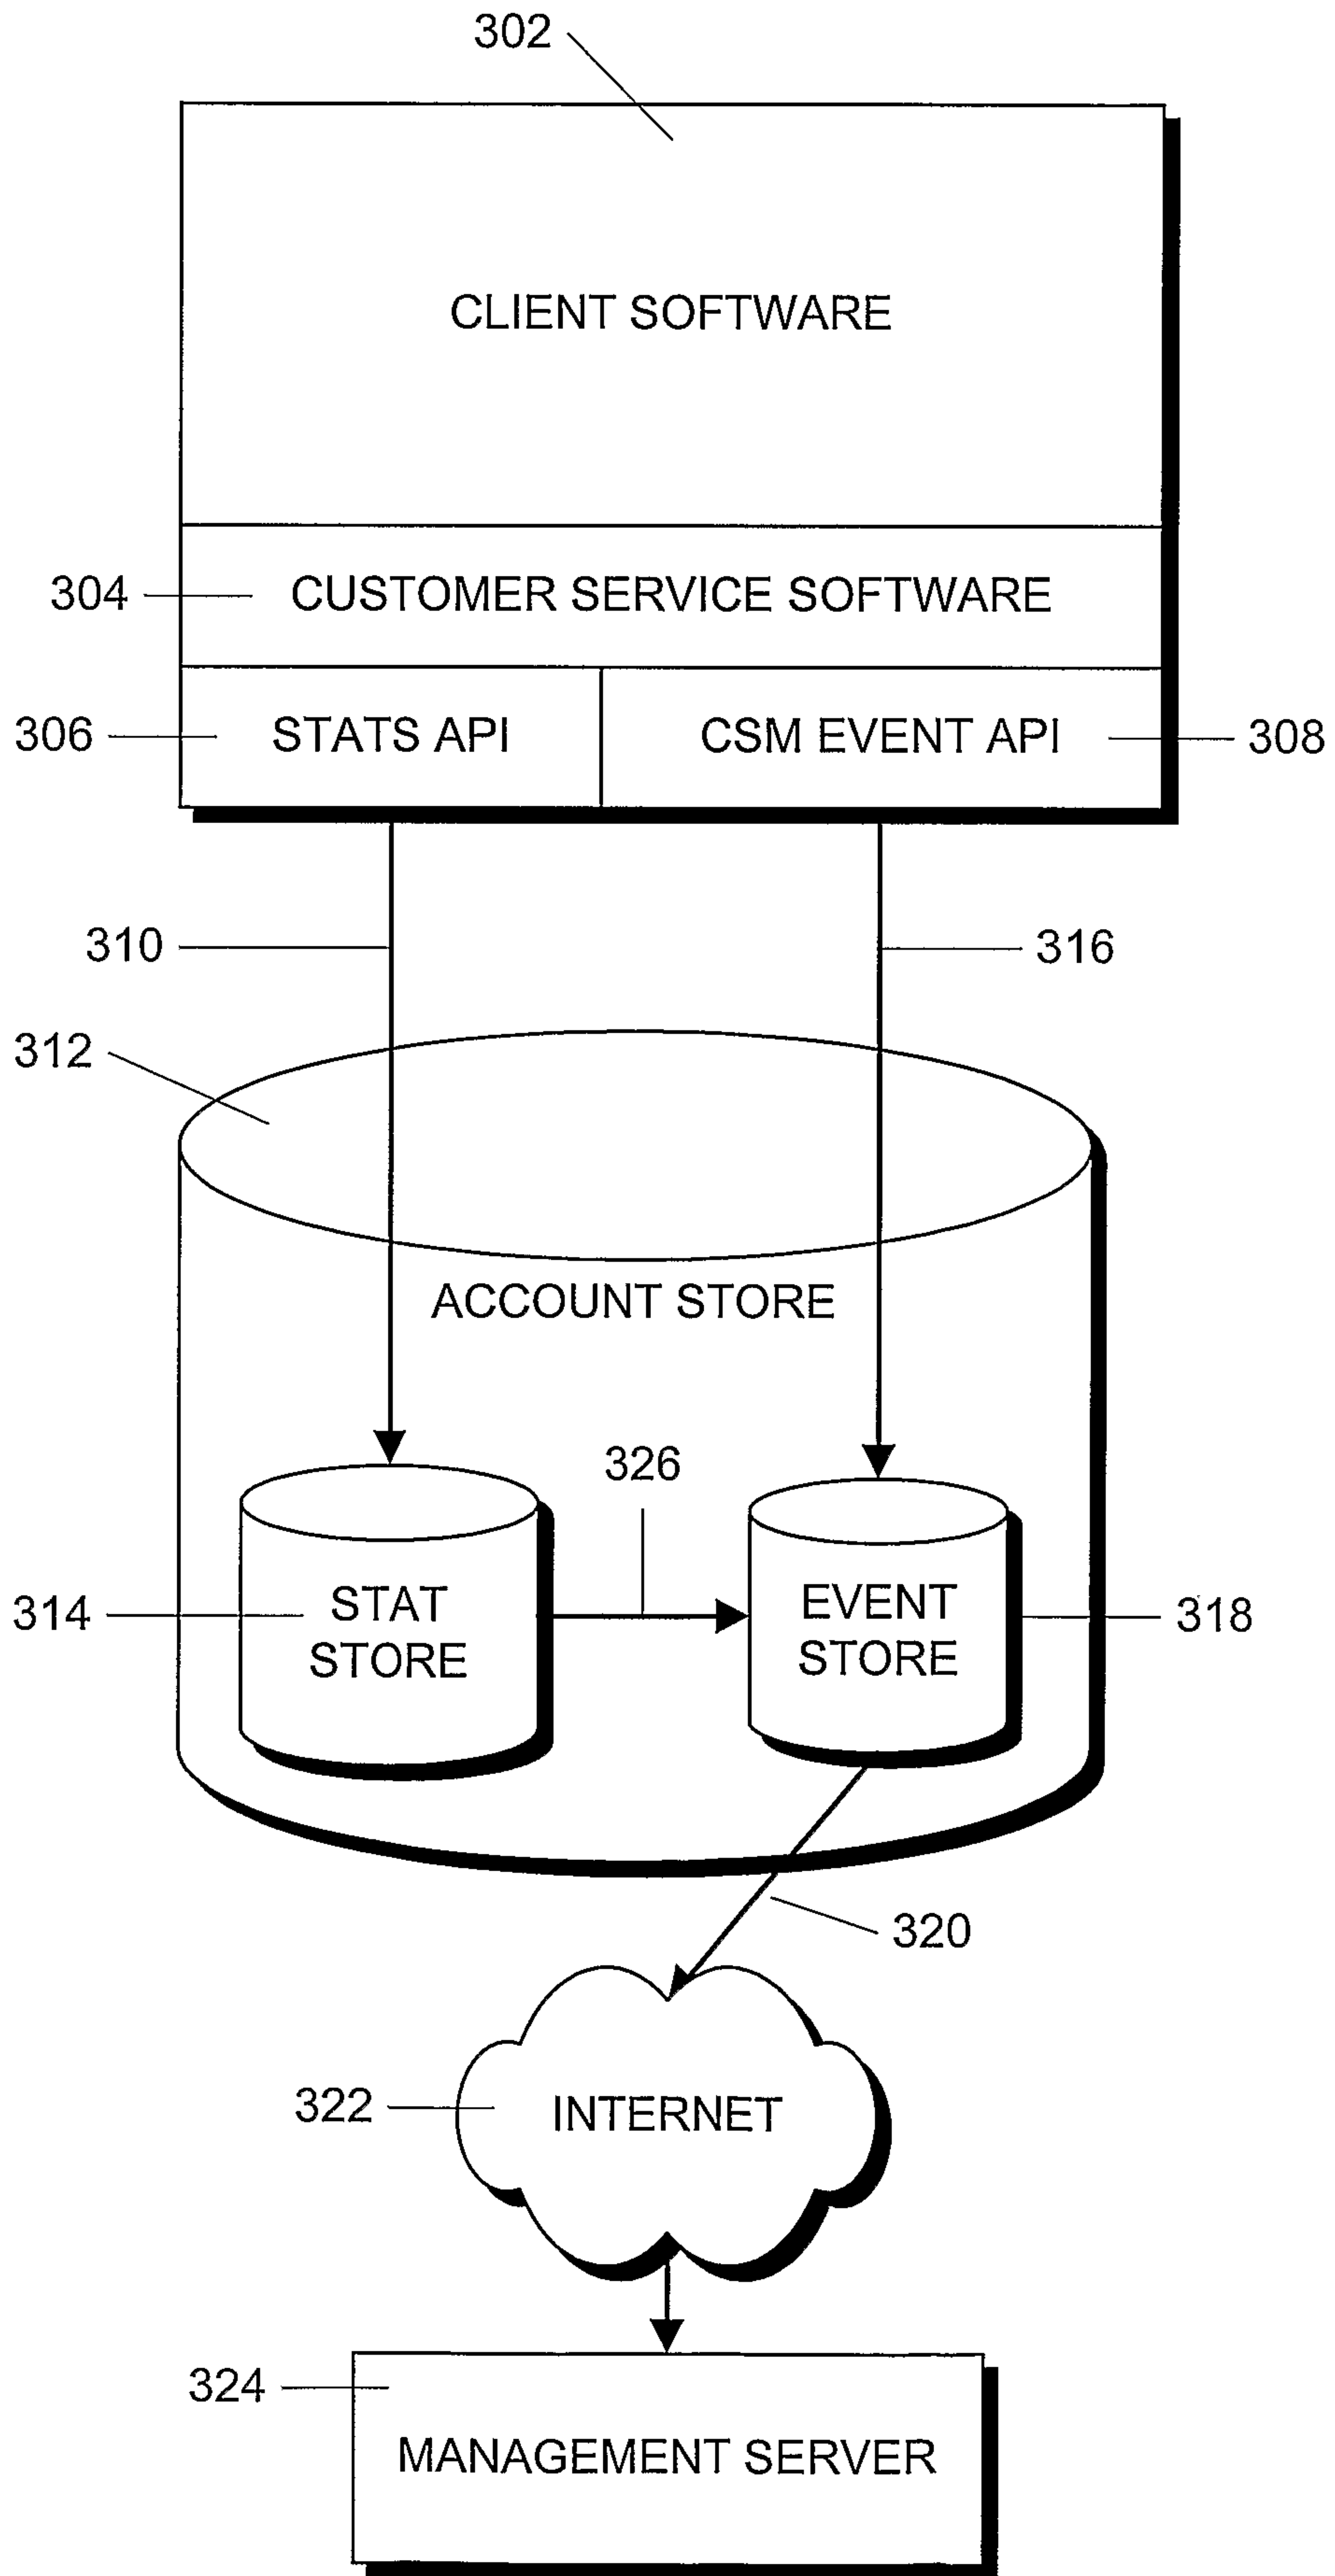 302
CLIENT SOFTWARE
304
CUSTOMER SERVICE SOFTWARE
306
STATS API
CSM EVENT API
308
310
316
312
ACCOUNT STORE
326
314
STAT
STORE
EVENT
STORE
318
320
322
INTERNET
324
MANAGEMENT SERVER